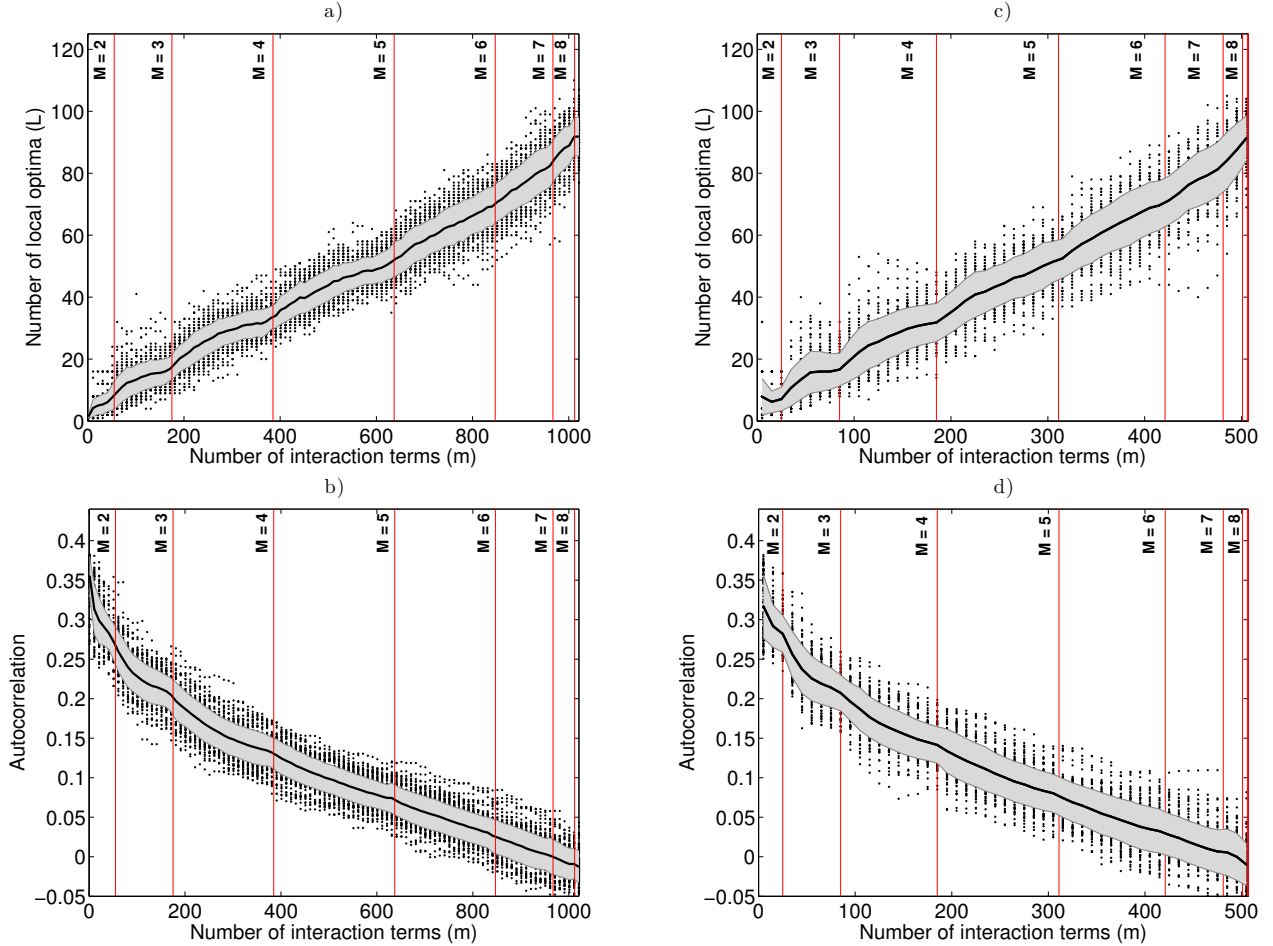 a)
120
100
80
60
40
20
0
Number of local optima (L)
M = 2
M = 3
M = 4
M = 5
M = 6
M = 7
M = 8
0 200 400 600 800 1000
Number of interaction terms (m)
c)
120
100
80
60
40
20
0
Number of local optima (L)
M = 2
M = 3
M = 4
M = 5
M = 6
M = 7
M = 8
0 100 200 300 400 500
Number of interaction terms (m)
b)
0.4
0.35
0.3
0.25
0.2
0.15
0.1
0.05
0
−0.05
Autocorrelation
M = 2
M = 3
M = 4
M = 5
M = 6
M = 7
M = 8
0 200 400 600 800 1000
Number of interaction terms (m)
d)
0.4
0.35
0.3
0.25
0.2
0.15
0.1
0.05
0
−0.05
Autocorrelation
M = 2
M = 3
M = 4
M = 5
M = 6
M = 7
M = 8
0 100 200 300 400 500
Number of interaction terms (m)